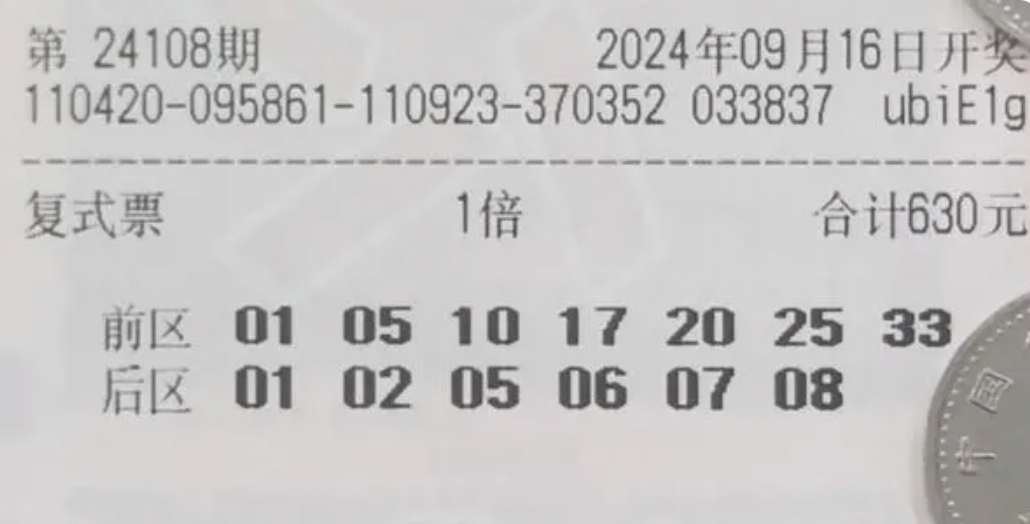 第 24108期 2024年09月16日开奖
110420-095861-110923-370352 033837 ubiE1g
复式票 1倍 合计630元
前区 01 05 10 17 20 25 33
后区 01 02 05 06 07 08
中国